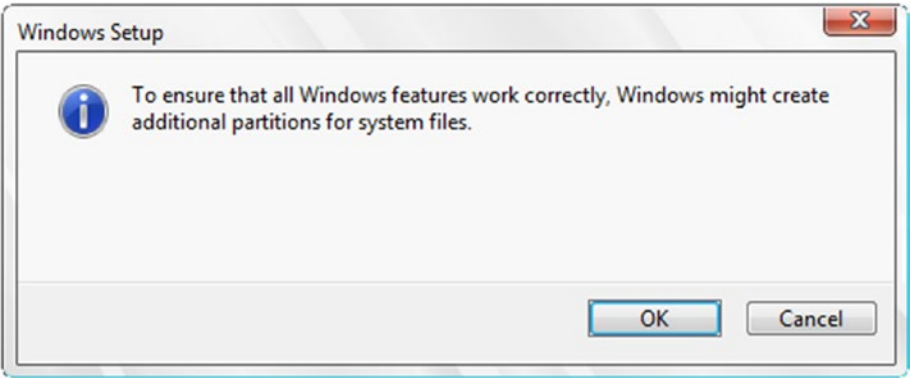 Windows Setup
To ensure that all Windows features work correctly, Windows might create
additional partitions for system files.
OK
Cancel